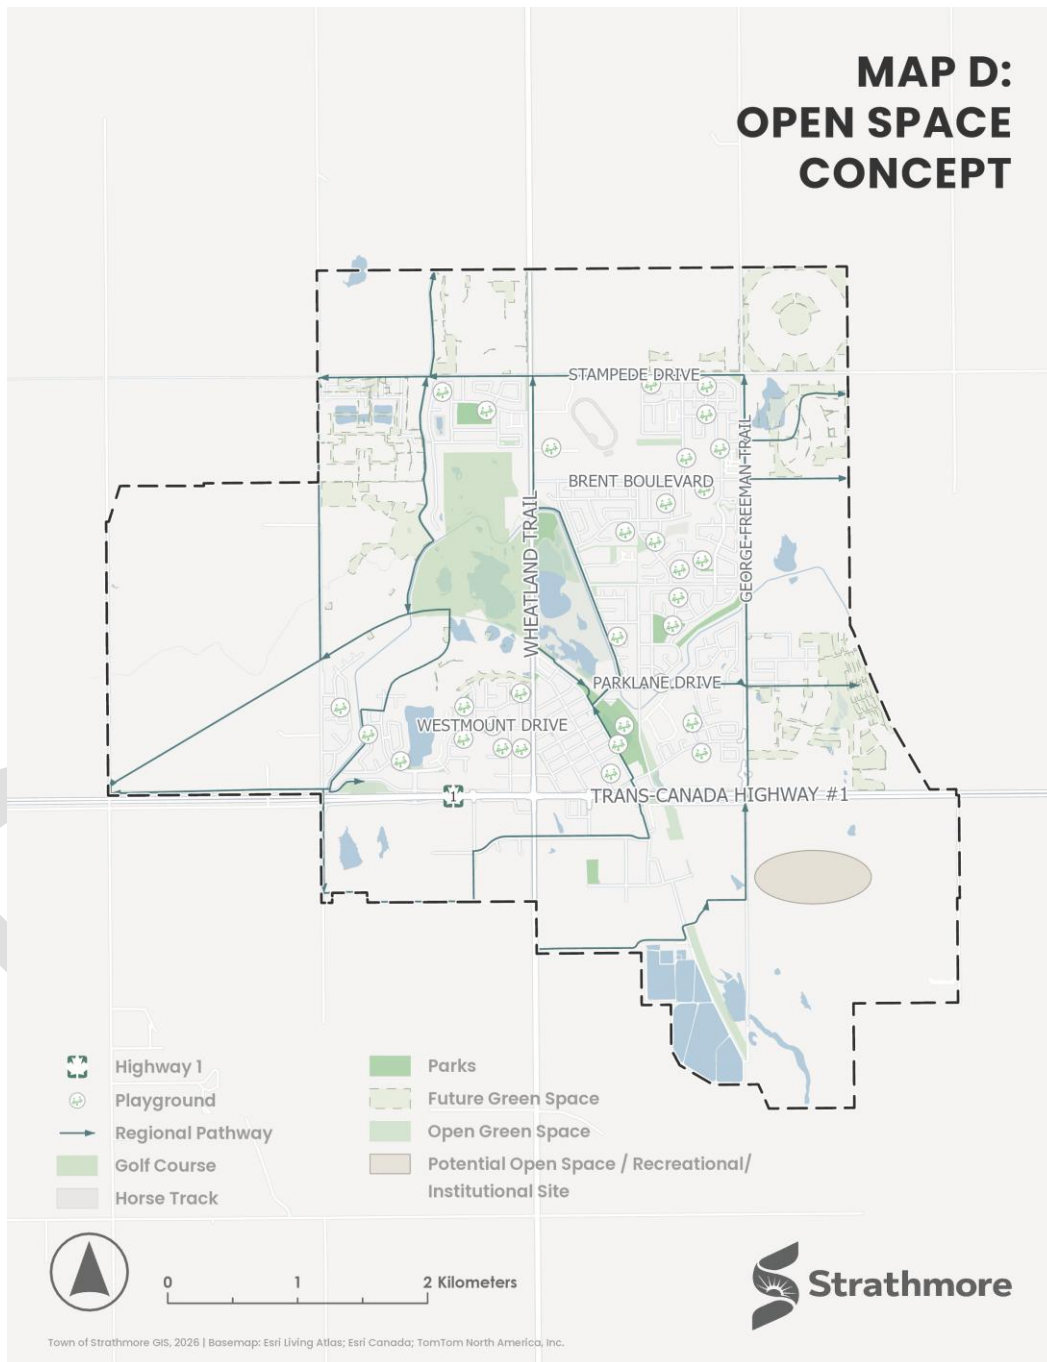 MAP D:
OPEN SPACE
CONCEPT
STAMPEDE DRIVE
BRENT BOULEVARD
GEORGE FREEMAN TRAIL
WHEATLAND TRAIL
PARKLANE DRIVE
WESTMOUNT DRIVE
1
TRANS-CANADA HIGHWAY #1
Highway 1
Playground
Regional Pathway
Golf Course
Horse Track
Parks
Future Green Space
Open Green Space
Potential Open Space / Recreational/
Institutional Site
0 1 2 Kilometers
Strathmore
Town of Strathmore GIS, 2026 | Basemap: Esri Living Atlas; Esri Canada; TomTom North America, Inc.